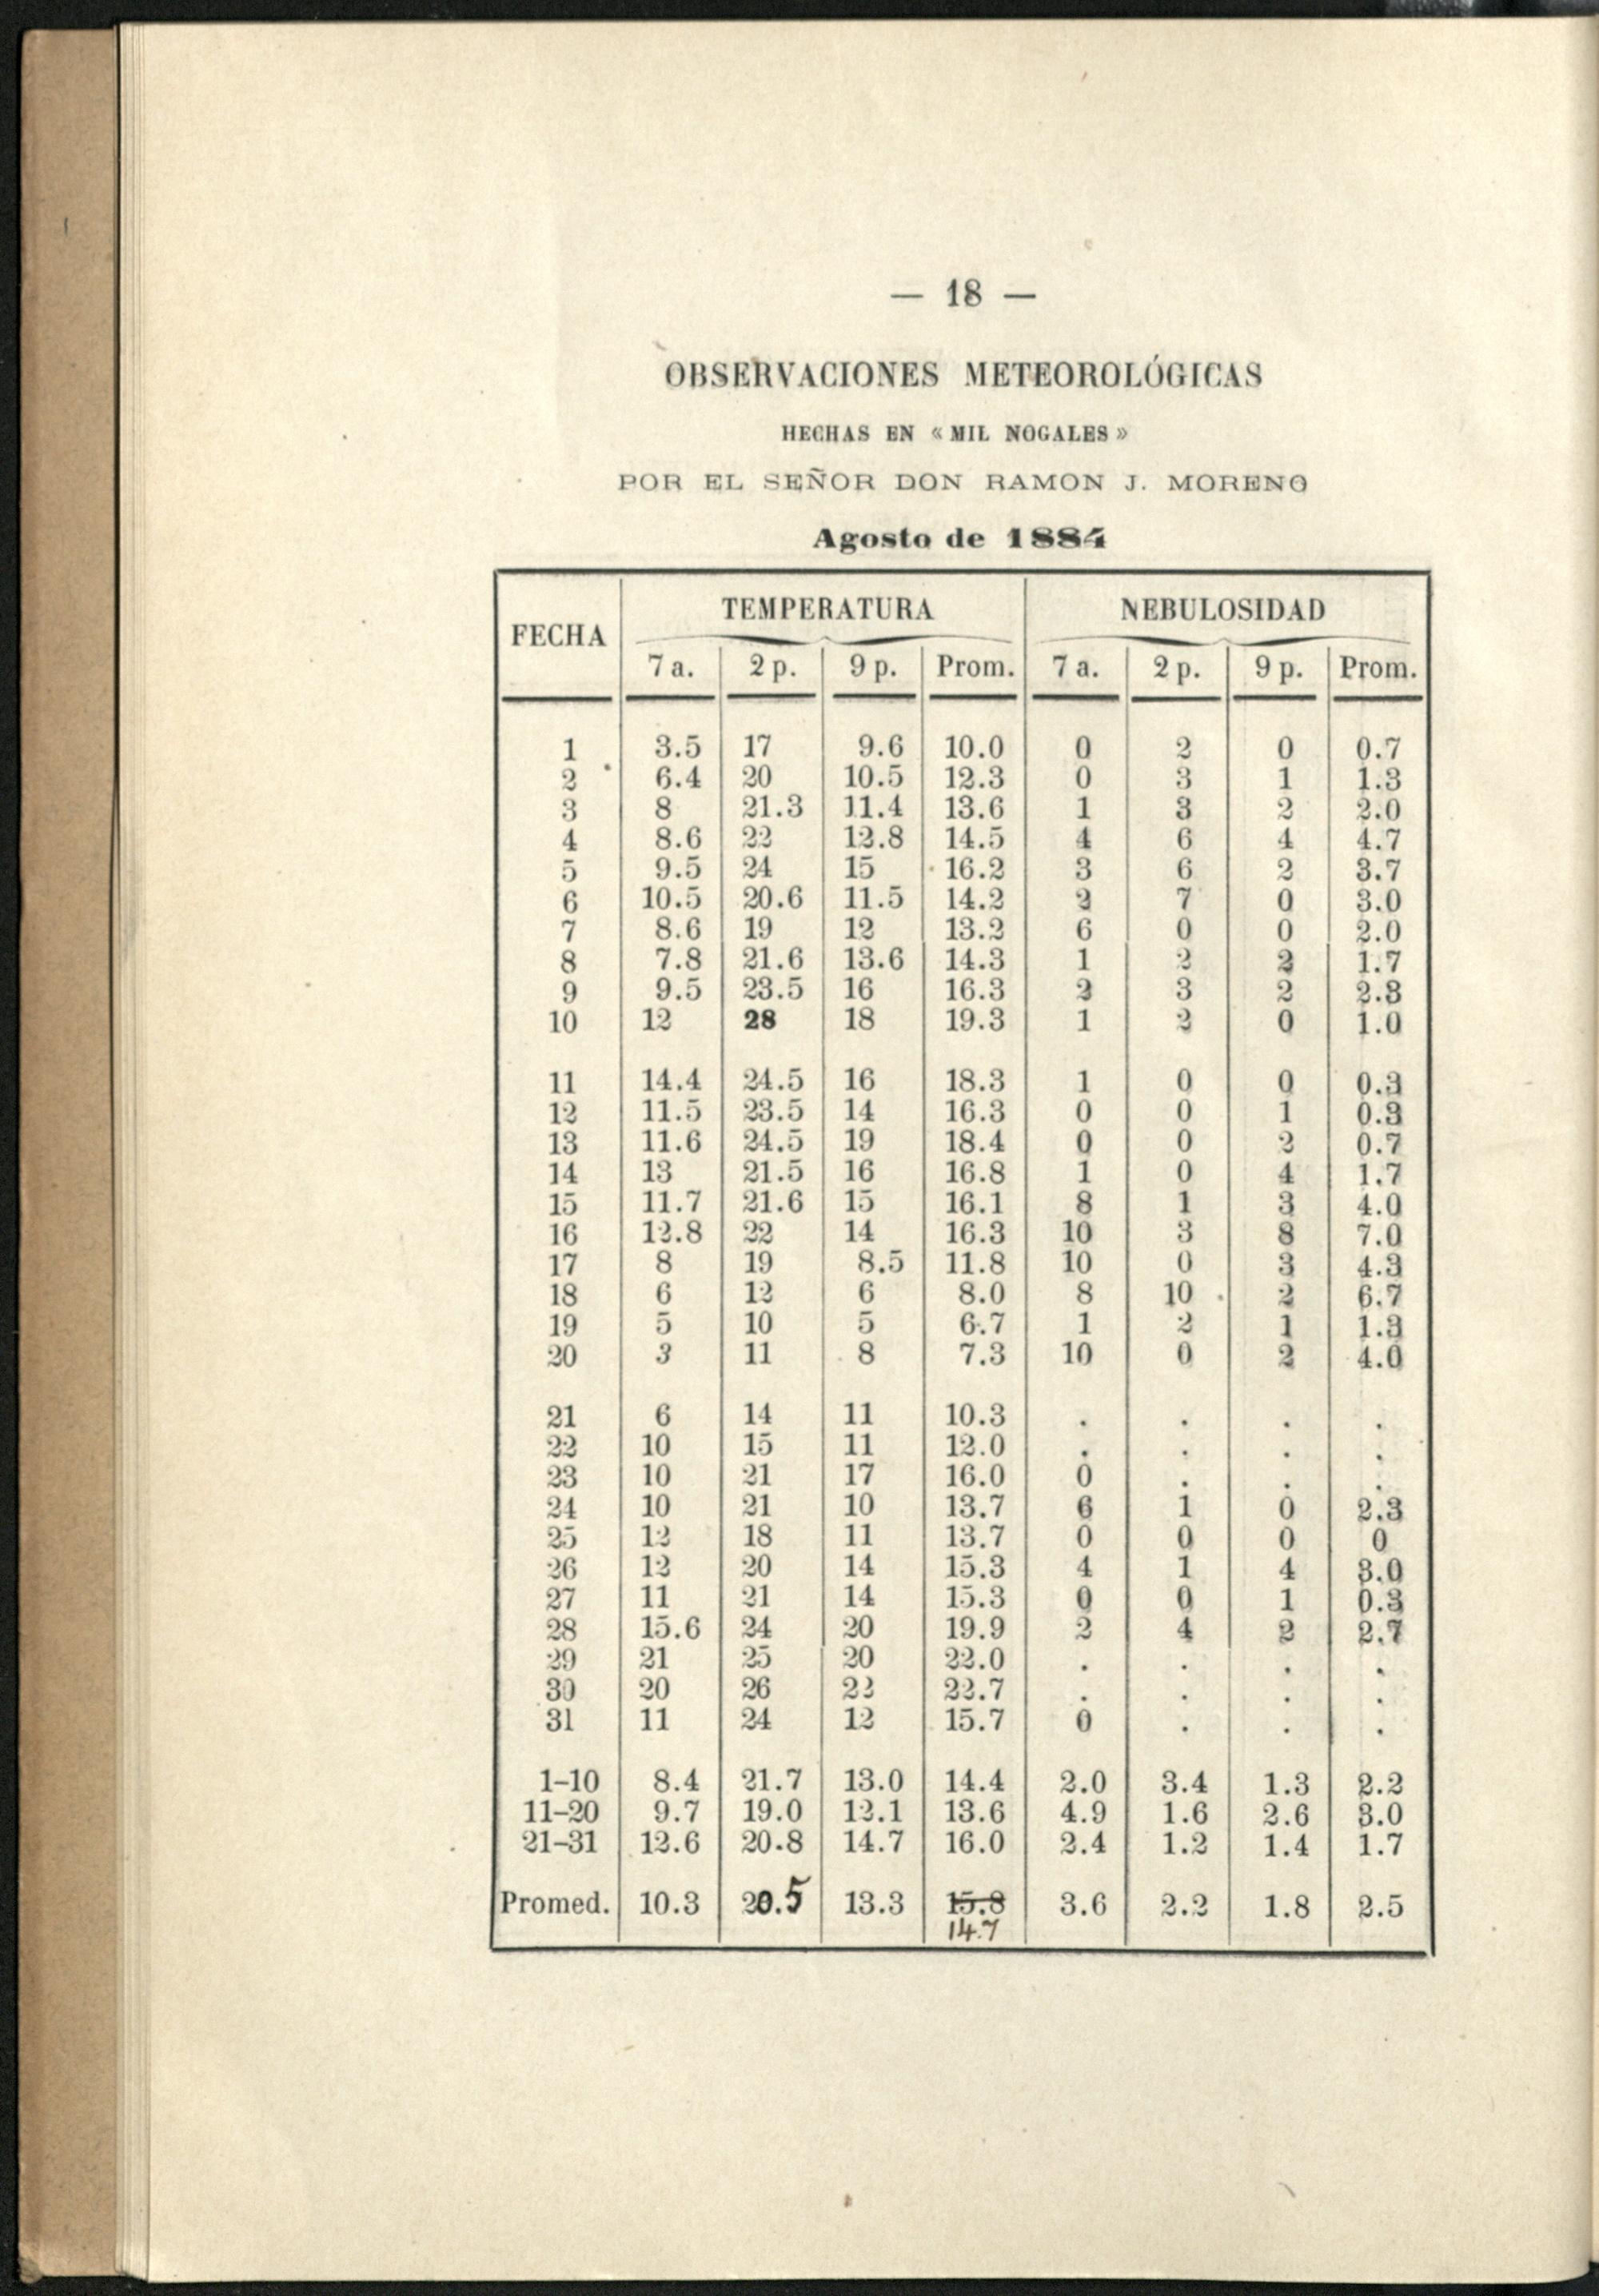 — 18 —
OBSERVACIONES METEOROLÓGICAS
HECHAS EN « MIL NOGALES »
POR EL SEÑOR DON RAMON J. MORENO
Agosto de 1884
FECHA TEMPERATURA NEBULOSIDAD
7 a. 2 p. 9 p. Prom. 7 a. 2 p. 9 p. Prom.
1 3.5 17 9.6 10.0 0 2 0 0.7
2 6.4 20 10.5 12.3 0 3 1 1.3
3 8 21.3 11.4 13.6 1 3 2 2.0
4 8.6 22 12.8 14.5 4 6 4 4.7
5 9.5 24 15 16.2 3 6 2 3.7
6 10.5 20.6 11.5 14.2 2 7 0 3.0
7 8.6 19 12 13.2 6 0 0 2.0
8 7.8 21.6 13.6 14.3 1 2 2 1.7
9 9.5 23.5 16 16.3 2 3 2 2.3
10 12 28 18 19.3 1 2 0 1.0
11 14.4 24.5 16 18.3 1 0 0 0.3
12 11.5 23.5 14 16.3 0 0 1 0.3
13 11.6 24.5 19 18.4 0 0 2 0.7
14 13 21.5 16 16.8 1 0 4 1.7
15 11.7 21.6 15 16.1 8 1 3 4.0
16 12.8 22 14 16.3 10 3 8 7.0
17 8 19 8.5 11.8 10 0 3 4.3
18 6 12 6 8.0 8 10 2 6.7
19 5 10 5 6.7 1 2 1 1.3
20 3 11 8 7.3 10 0 2 4.0
21 6 14 11 10.3 . . . .
22 10 15 11 12.0 . . . .
23 10 21 17 16.0 0 . . .
24 10 21 10 13.7 6 1 0 2.3
25 12 18 11 13.7 0 0 0 0
26 12 20 14 15.3 4 1 4 3.0
27 11 21 14 15.3 0 0 1 0.3
28 15.6 24 20 19.9 2 4 2 2.7
29 21 25 20 22.0 . . . .
30 20 26 22 22.7 . . . .
31 11 24 12 15.7 0 . . .
1-10 8.4 21.7 13.0 14.4 2.0 3.4 1.3 2.2
11-20 9.7 19.0 12.1 13.6 4.9 1.6 2.6 3.0
21-31 12.6 20.8 14.7 16.0 2.4 1.2 1.4 1.7
Promed. 10.3 20.5 13.3 15.8 3.6 2.2 1.8 2.5
14.7